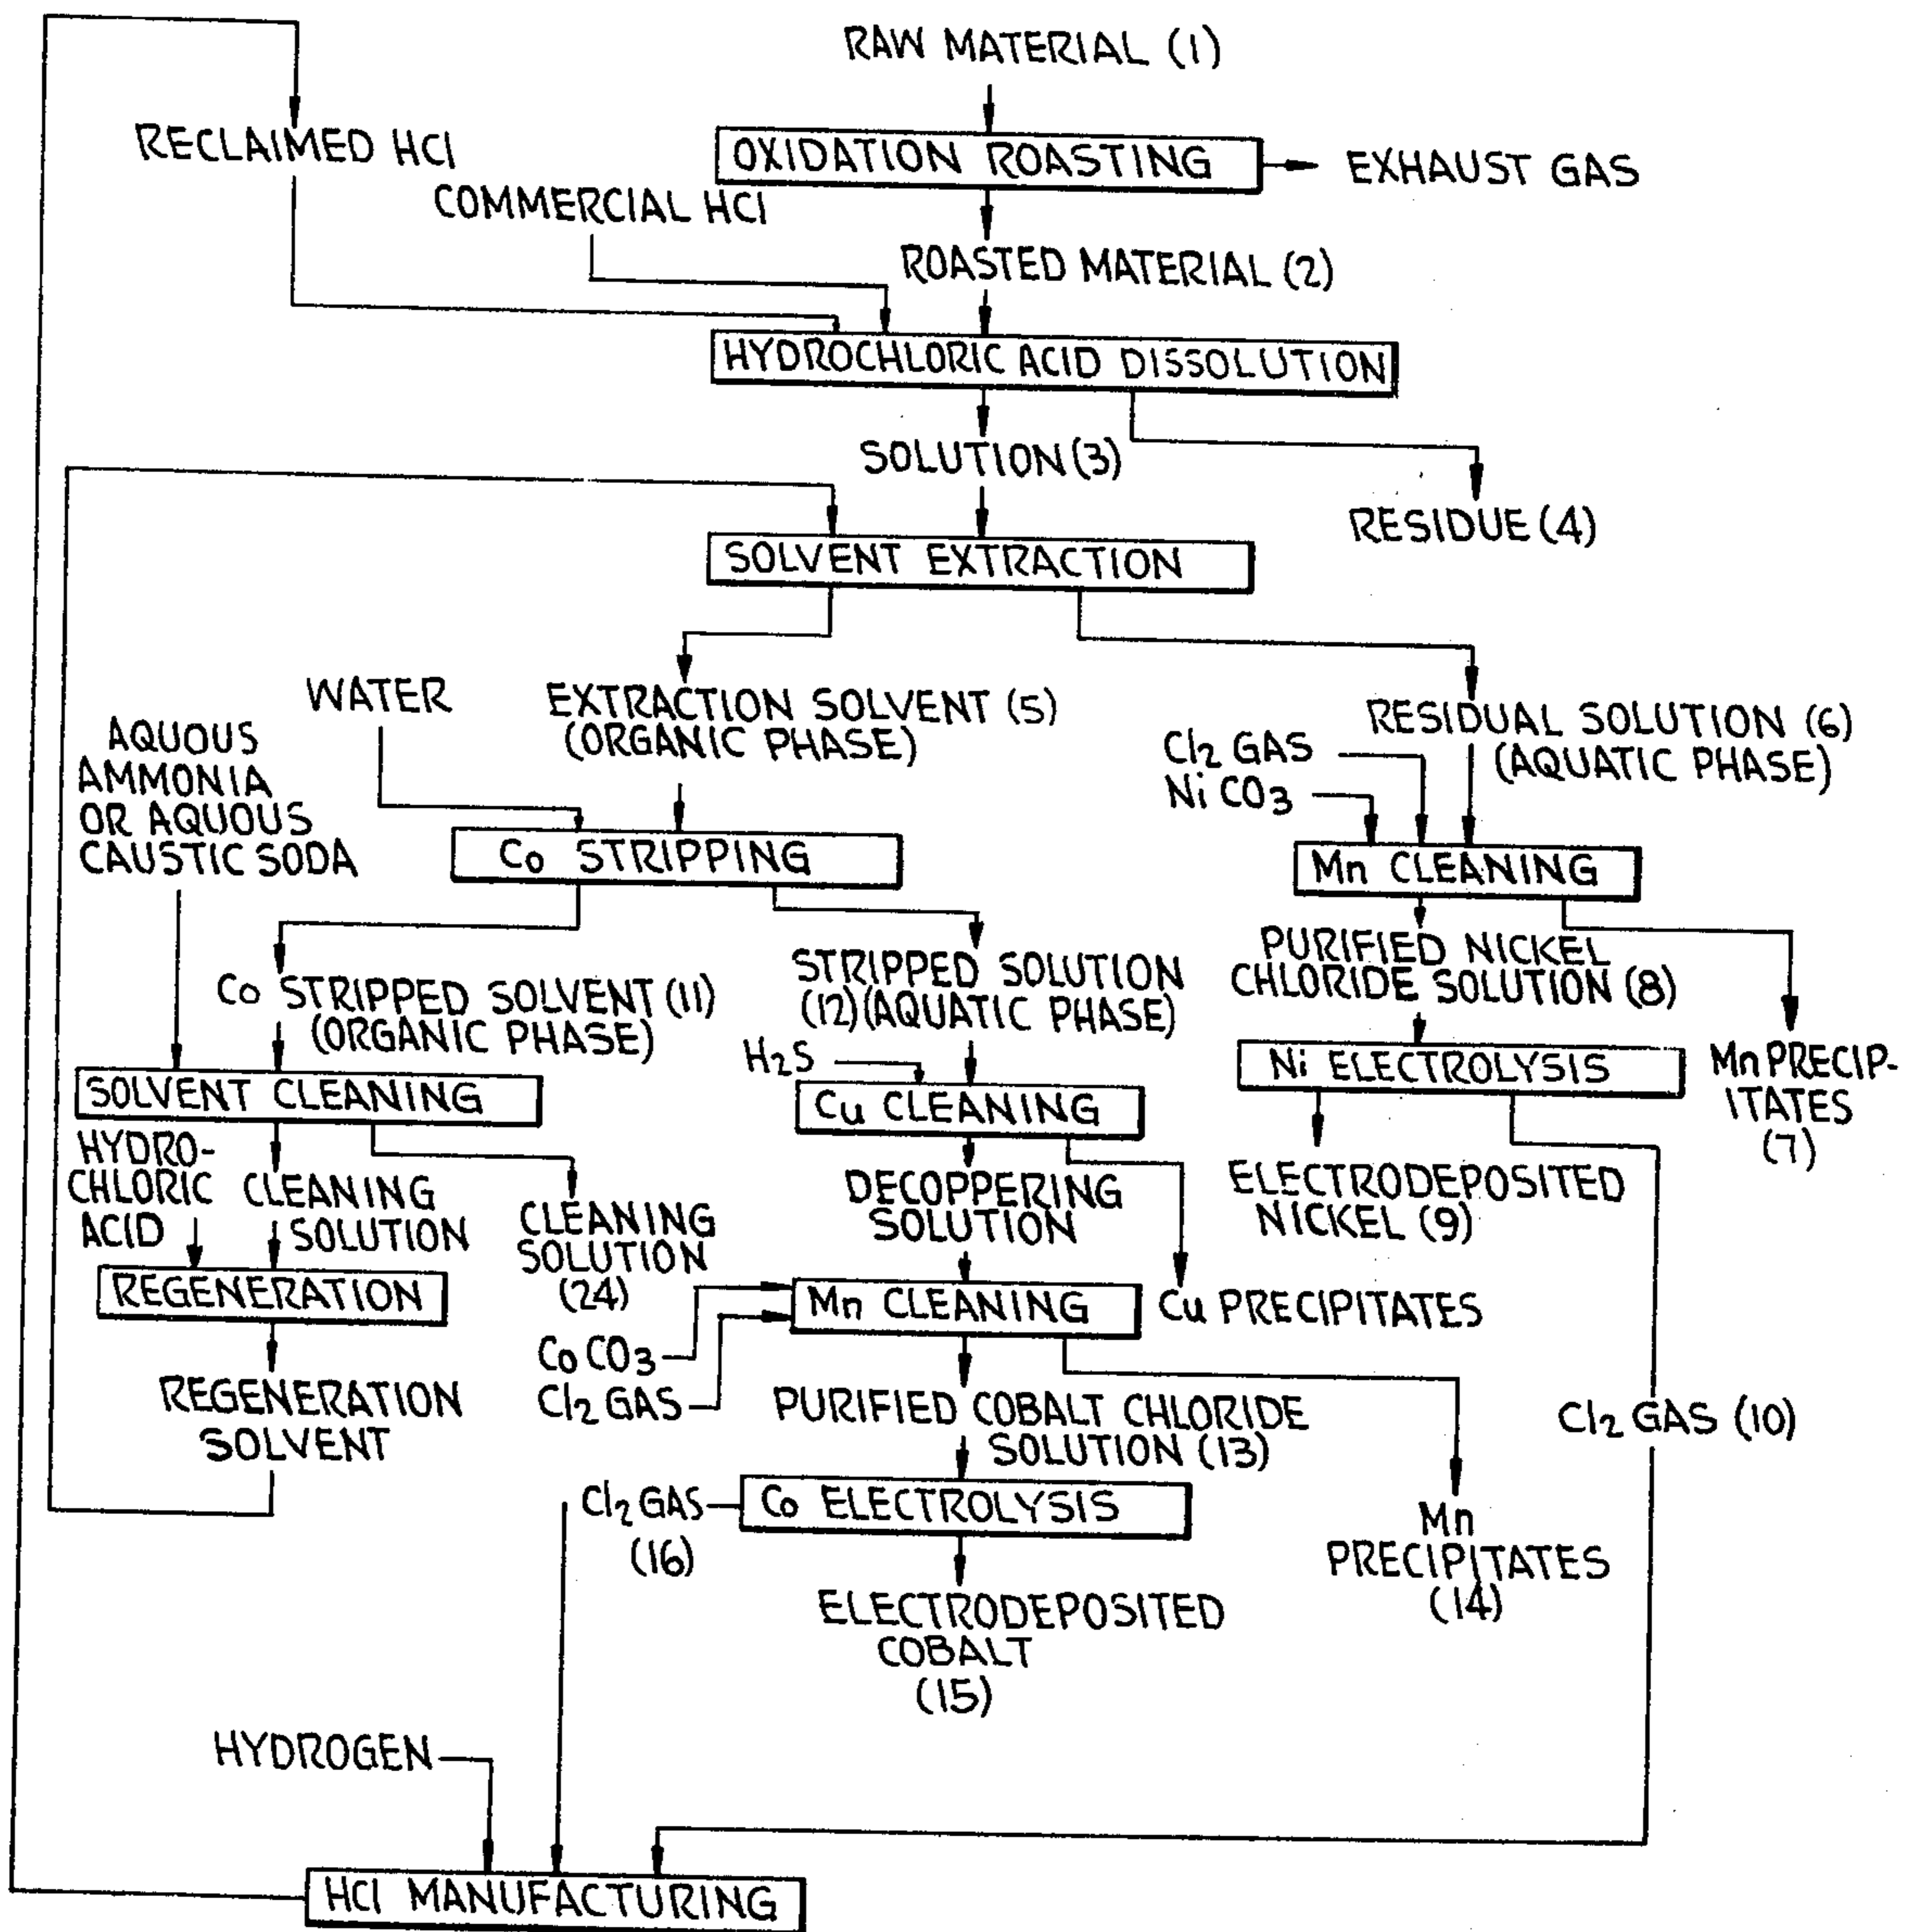 RAW MATERIAL (1)
RECLAIMED HCl
OXIDATION ROASTING
EXHAUST GAS
COMMERCIAL HCl
ROASTED MATERIAL (2)
HYDROCHLORIC ACID DISSOLUTION
SOLUTION (3)
RESIDUE (4)
SOLVENT EXTRACTION
WATER
EXTRACTION SOLVENT (5)
(ORGANIC PHASE)
RESIDUAL SOLUTION (6)
(AQUATIC PHASE)
AQUOUS
AMMONIA
OR AQUOUS
CAUSTIC SODA
Cl₂ GAS
Ni CO₃
Co STRIPPING
Mn CLEANING
Co STRIPPED SOLVENT (11)
(ORGANIC PHASE)
STRIPPED SOLUTION
(12) (AQUATIC PHASE)
PURIFIED NICKEL
CHLORIDE SOLUTION (8)
H₂S
Mn PRECIP-
ITATES
(7)
SOLVENT CLEANING
Cu CLEANING
Ni ELECTROLYSIS
HYDRO-
CHLORIC
ACID
CLEANING
SOLUTION
CLEANING
SOLUTION
(24)
DECOPPERING
SOLUTION
ELECTRODEPOSITED
NICKEL (9)
REGENERATION
Mn CLEANING
Cu PRECIPITATES
Co CO₃
Cl₂ GAS
REGENERATION
SOLVENT
PURIFIED COBALT CHLORIDE
SOLUTION (13)
Cl₂ GAS (10)
Cl₂ GAS
(16)
Co ELECTROLYSIS
Mn
PRECIPITATES
(14)
ELECTRODEPOSITED
COBALT
(15)
HYDROGEN
HCl MANUFACTURING